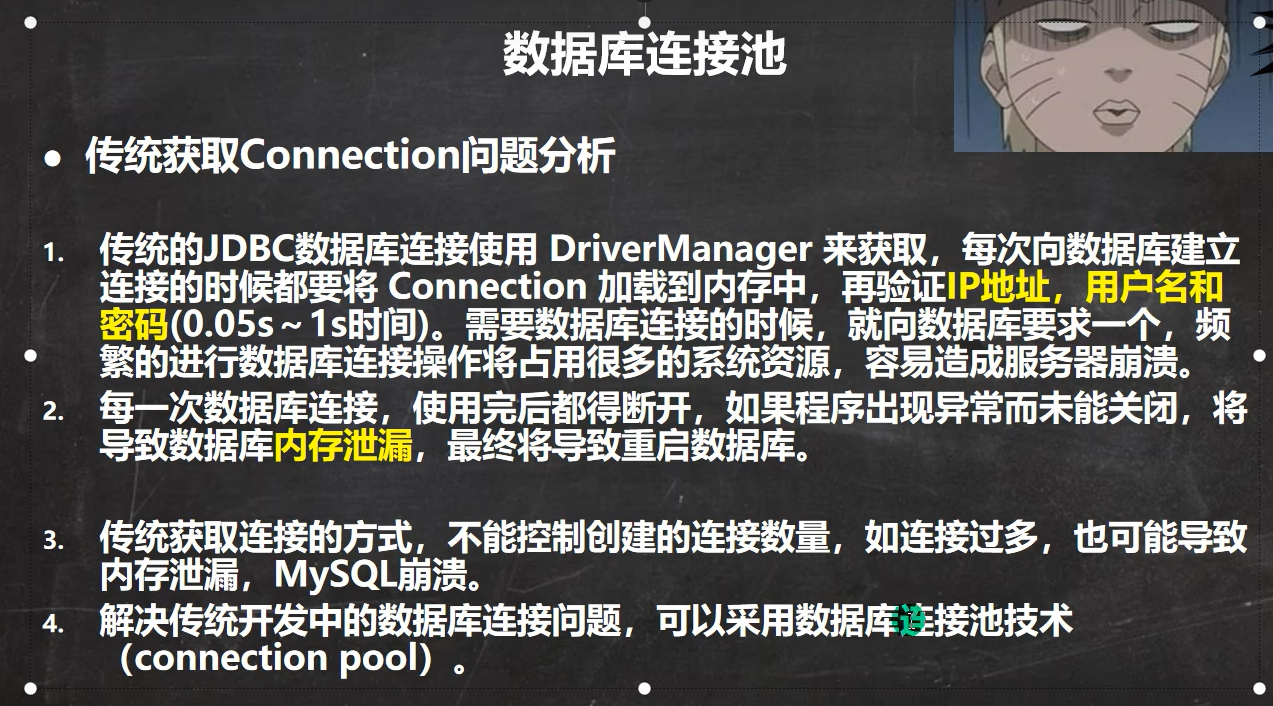 数据库连接池
● 传统获取Connection问题分析
1. 传统的JDBC数据库连接使用 DriverManager 来获取，每次向数据库建立
连接的时候都要将 Connection 加载到内存中，再验证IP地址，用户名和
密码(0.05s～1s时间)。需要数据库连接的时候，就向数据库要求一个，频
繁的进行数据库连接操作将占用很多的系统资源，容易造成服务器崩溃。
2. 每一次数据库连接，使用完后都得断开，如果程序出现异常而未能关闭，将
导致数据库内存泄漏，最终将导致重启数据库。
3. 传统获取连接的方式，不能控制创建的连接数量，如连接过多，也可能导致
内存泄漏，MySQL崩溃。
4. 解决传统开发中的数据库连接问题，可以采用数据库连接池技术
（connection pool）。